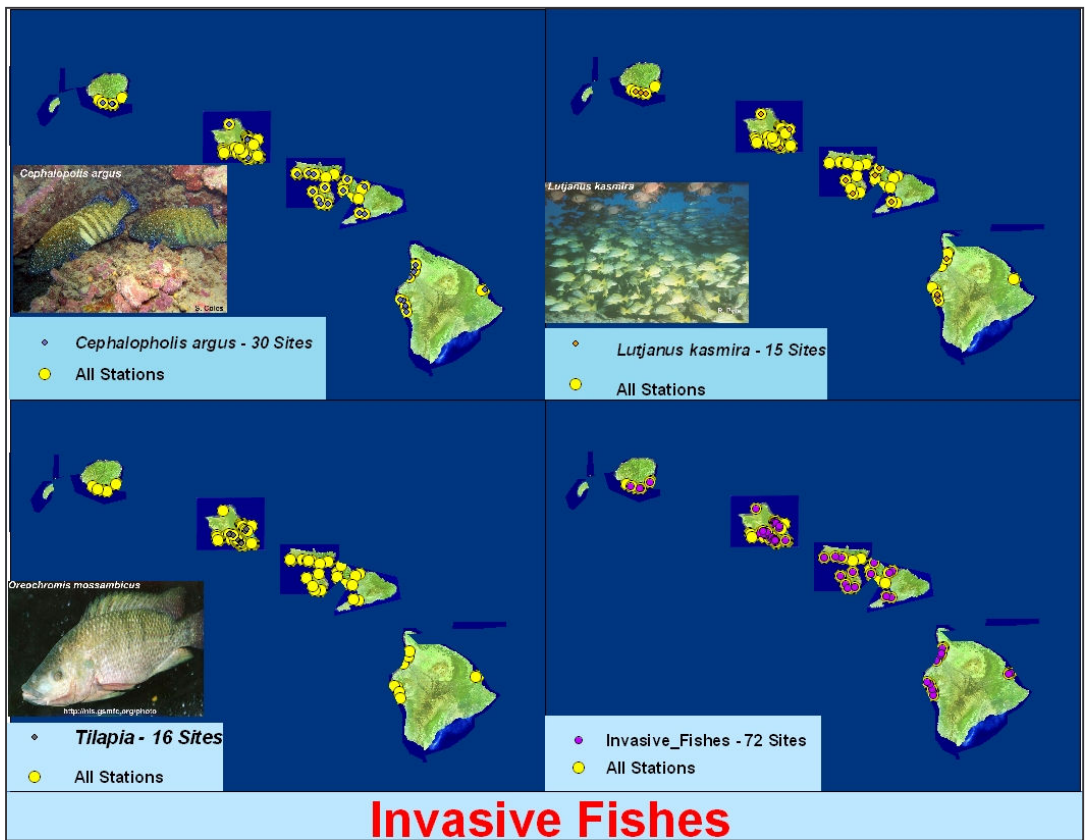 Cephalopolis argus
S. Coles
Cephalopholis argus - 30 Sites
All Stations
Lutjanus kasmira
Lutjanus kasmira - 15 Sites
All Stations
Oreochromis mossambicus
Tilapia - 16 Sites
All Stations
Invasive_Fishes - 72 Sites
All Stations
Invasive Fishes